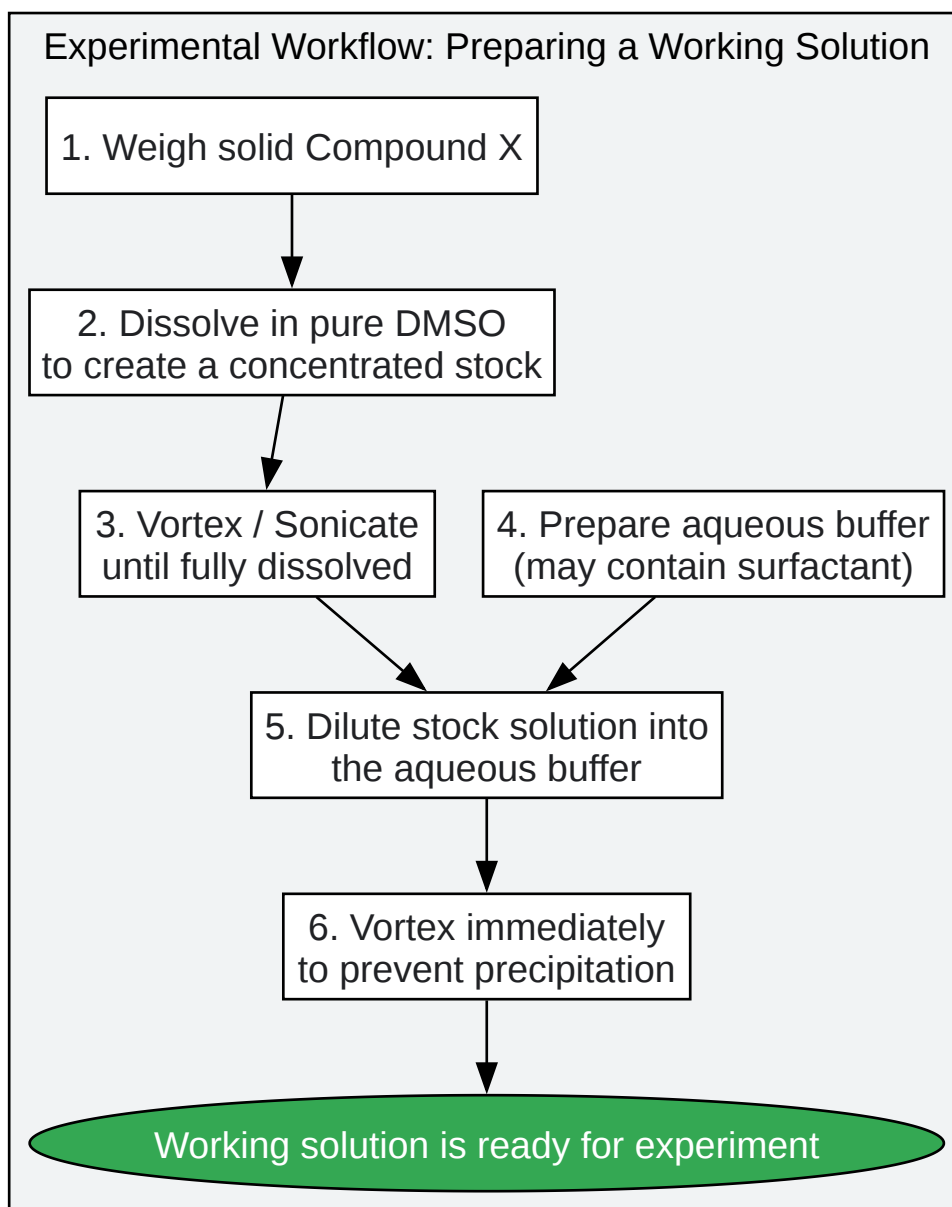 Experimental Workflow: Preparing a Working Solution
1. Weigh solid Compound X
2. Dissolve in pure DMSO
to create a concentrated stock
3. Vortex / Sonicate
until fully dissolved
4. Prepare aqueous buffer
(may contain surfactant)
5. Dilute stock solution into
the aqueous buffer
6. Vortex immediately
to prevent precipitation
Working solution is ready for experiment